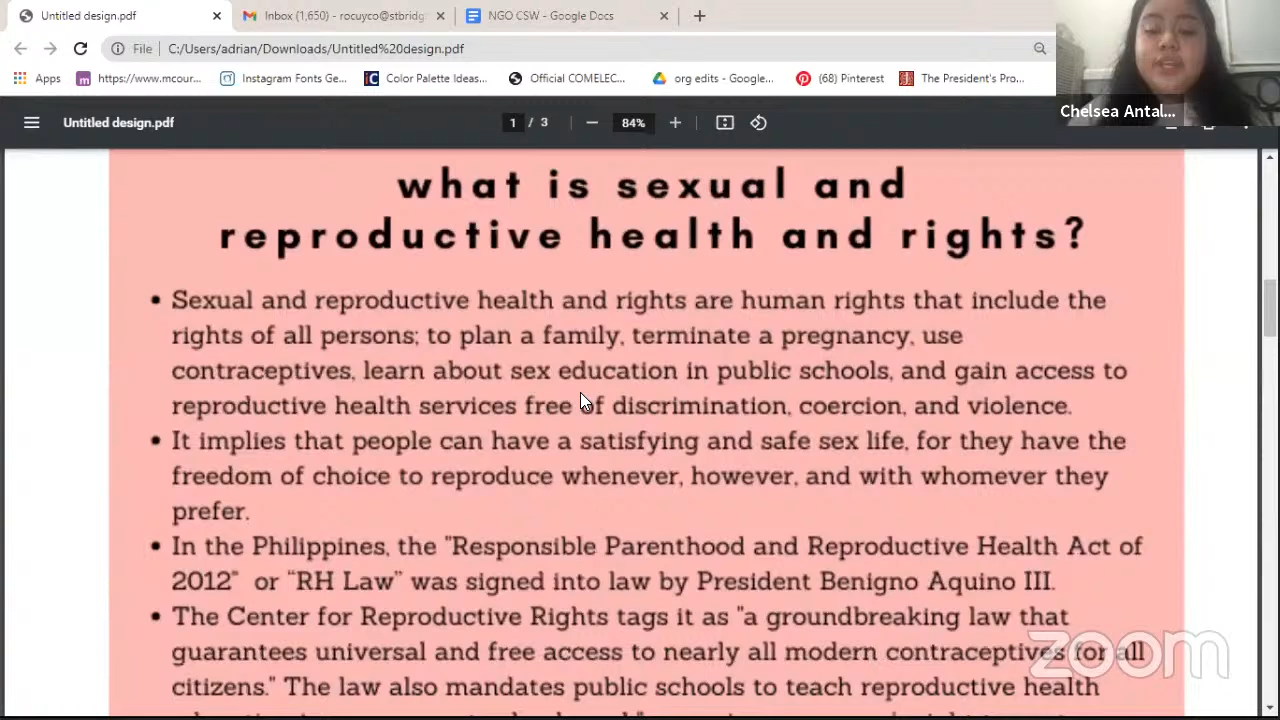 Untitled design.pdf
Inbox (1,650) - rocuyco@stbridg
NGO CSW - Google Docs
File
C:/Users/adrian/Downloads/Untitled%20design.pdf
Apps
https://www.mcour...
Instagram Fonts Ge...
Color Palette Ideas...
Official COMELEC...
org edits - Google...
(68) Pinterest
The President's Pro...
Chelsea Antal...
Untitled design.pdf
1 / 3
84%
what is sexual and
reproductive health and rights?
• Sexual and reproductive health and rights are human rights that include the
rights of all persons; to plan a family, terminate a pregnancy, use
contraceptives, learn about sex education in public schools, and gain access to
reproductive health services free of discrimination, coercion, and violence.
• It implies that people can have a satisfying and safe sex life, for they have the
freedom of choice to reproduce whenever, however, and with whomever they
prefer.
• In the Philippines, the "Responsible Parenthood and Reproductive Health Act of
2012" or "RH Law" was signed into law by President Benigno Aquino III.
• The Center for Reproductive Rights tags it as "a groundbreaking law that
guarantees universal and free access to nearly all modern contraceptives for all
citizens." The law also mandates public schools to teach reproductive health
zoom